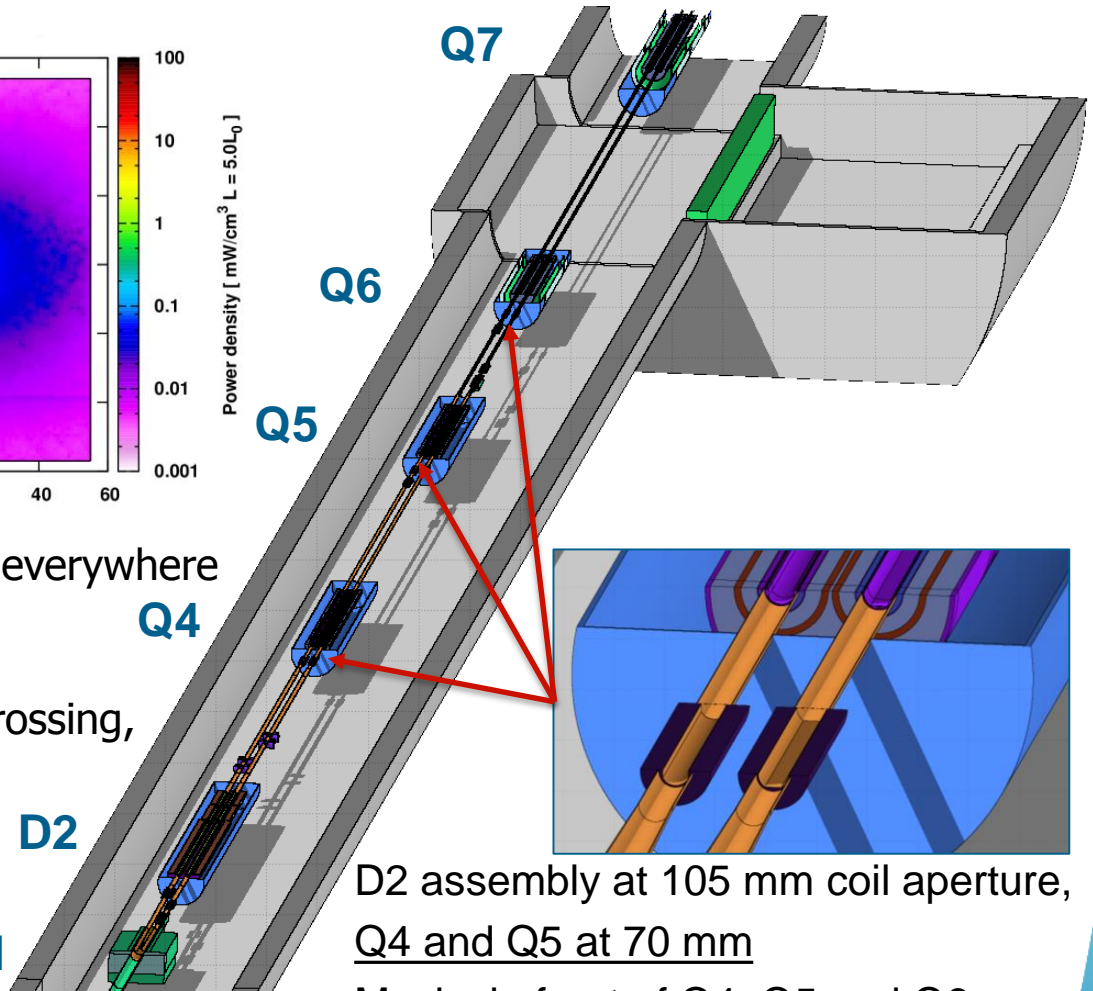 100
10
1
0.1
0.01
0.001
Power density [ mW/cm³ L = 5.0L₀ ]
40 60
Q7
Q6
Q5
everywhere
Q4
rossing,
D2
D2 assembly at 105 mm coil aperture,
Q4 and Q5 at 70 mm